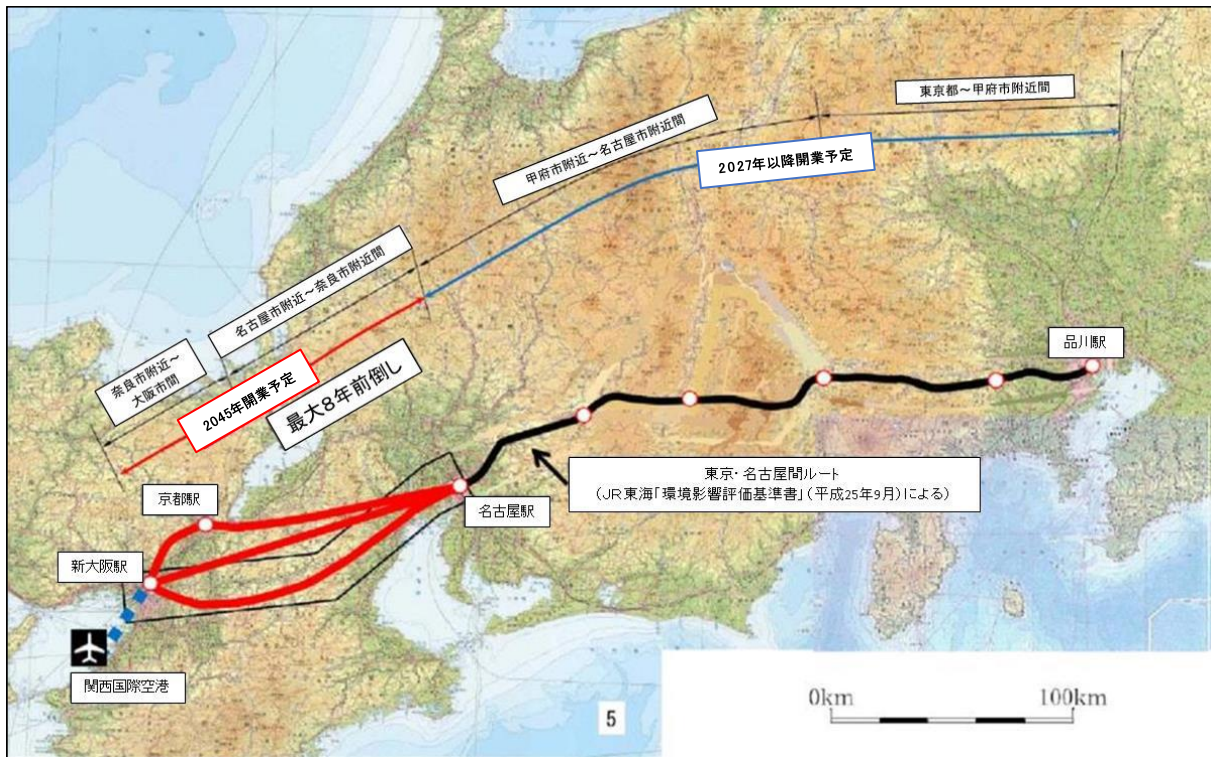 東京都～甲府市附近間
甲府市附近～名古屋市附近間
2027年以降開業予定
名古屋市附近～奈良市附近間
奈良市附近～
大阪市間
2045年開業予定
最大8年前倒し
品川駅
東京・名古屋間ルート
（JR東海「環境影響評価基準書」（平成25年9月）による）
名古屋駅
京都駅
新大阪駅
関西国際空港
5
0km
100km